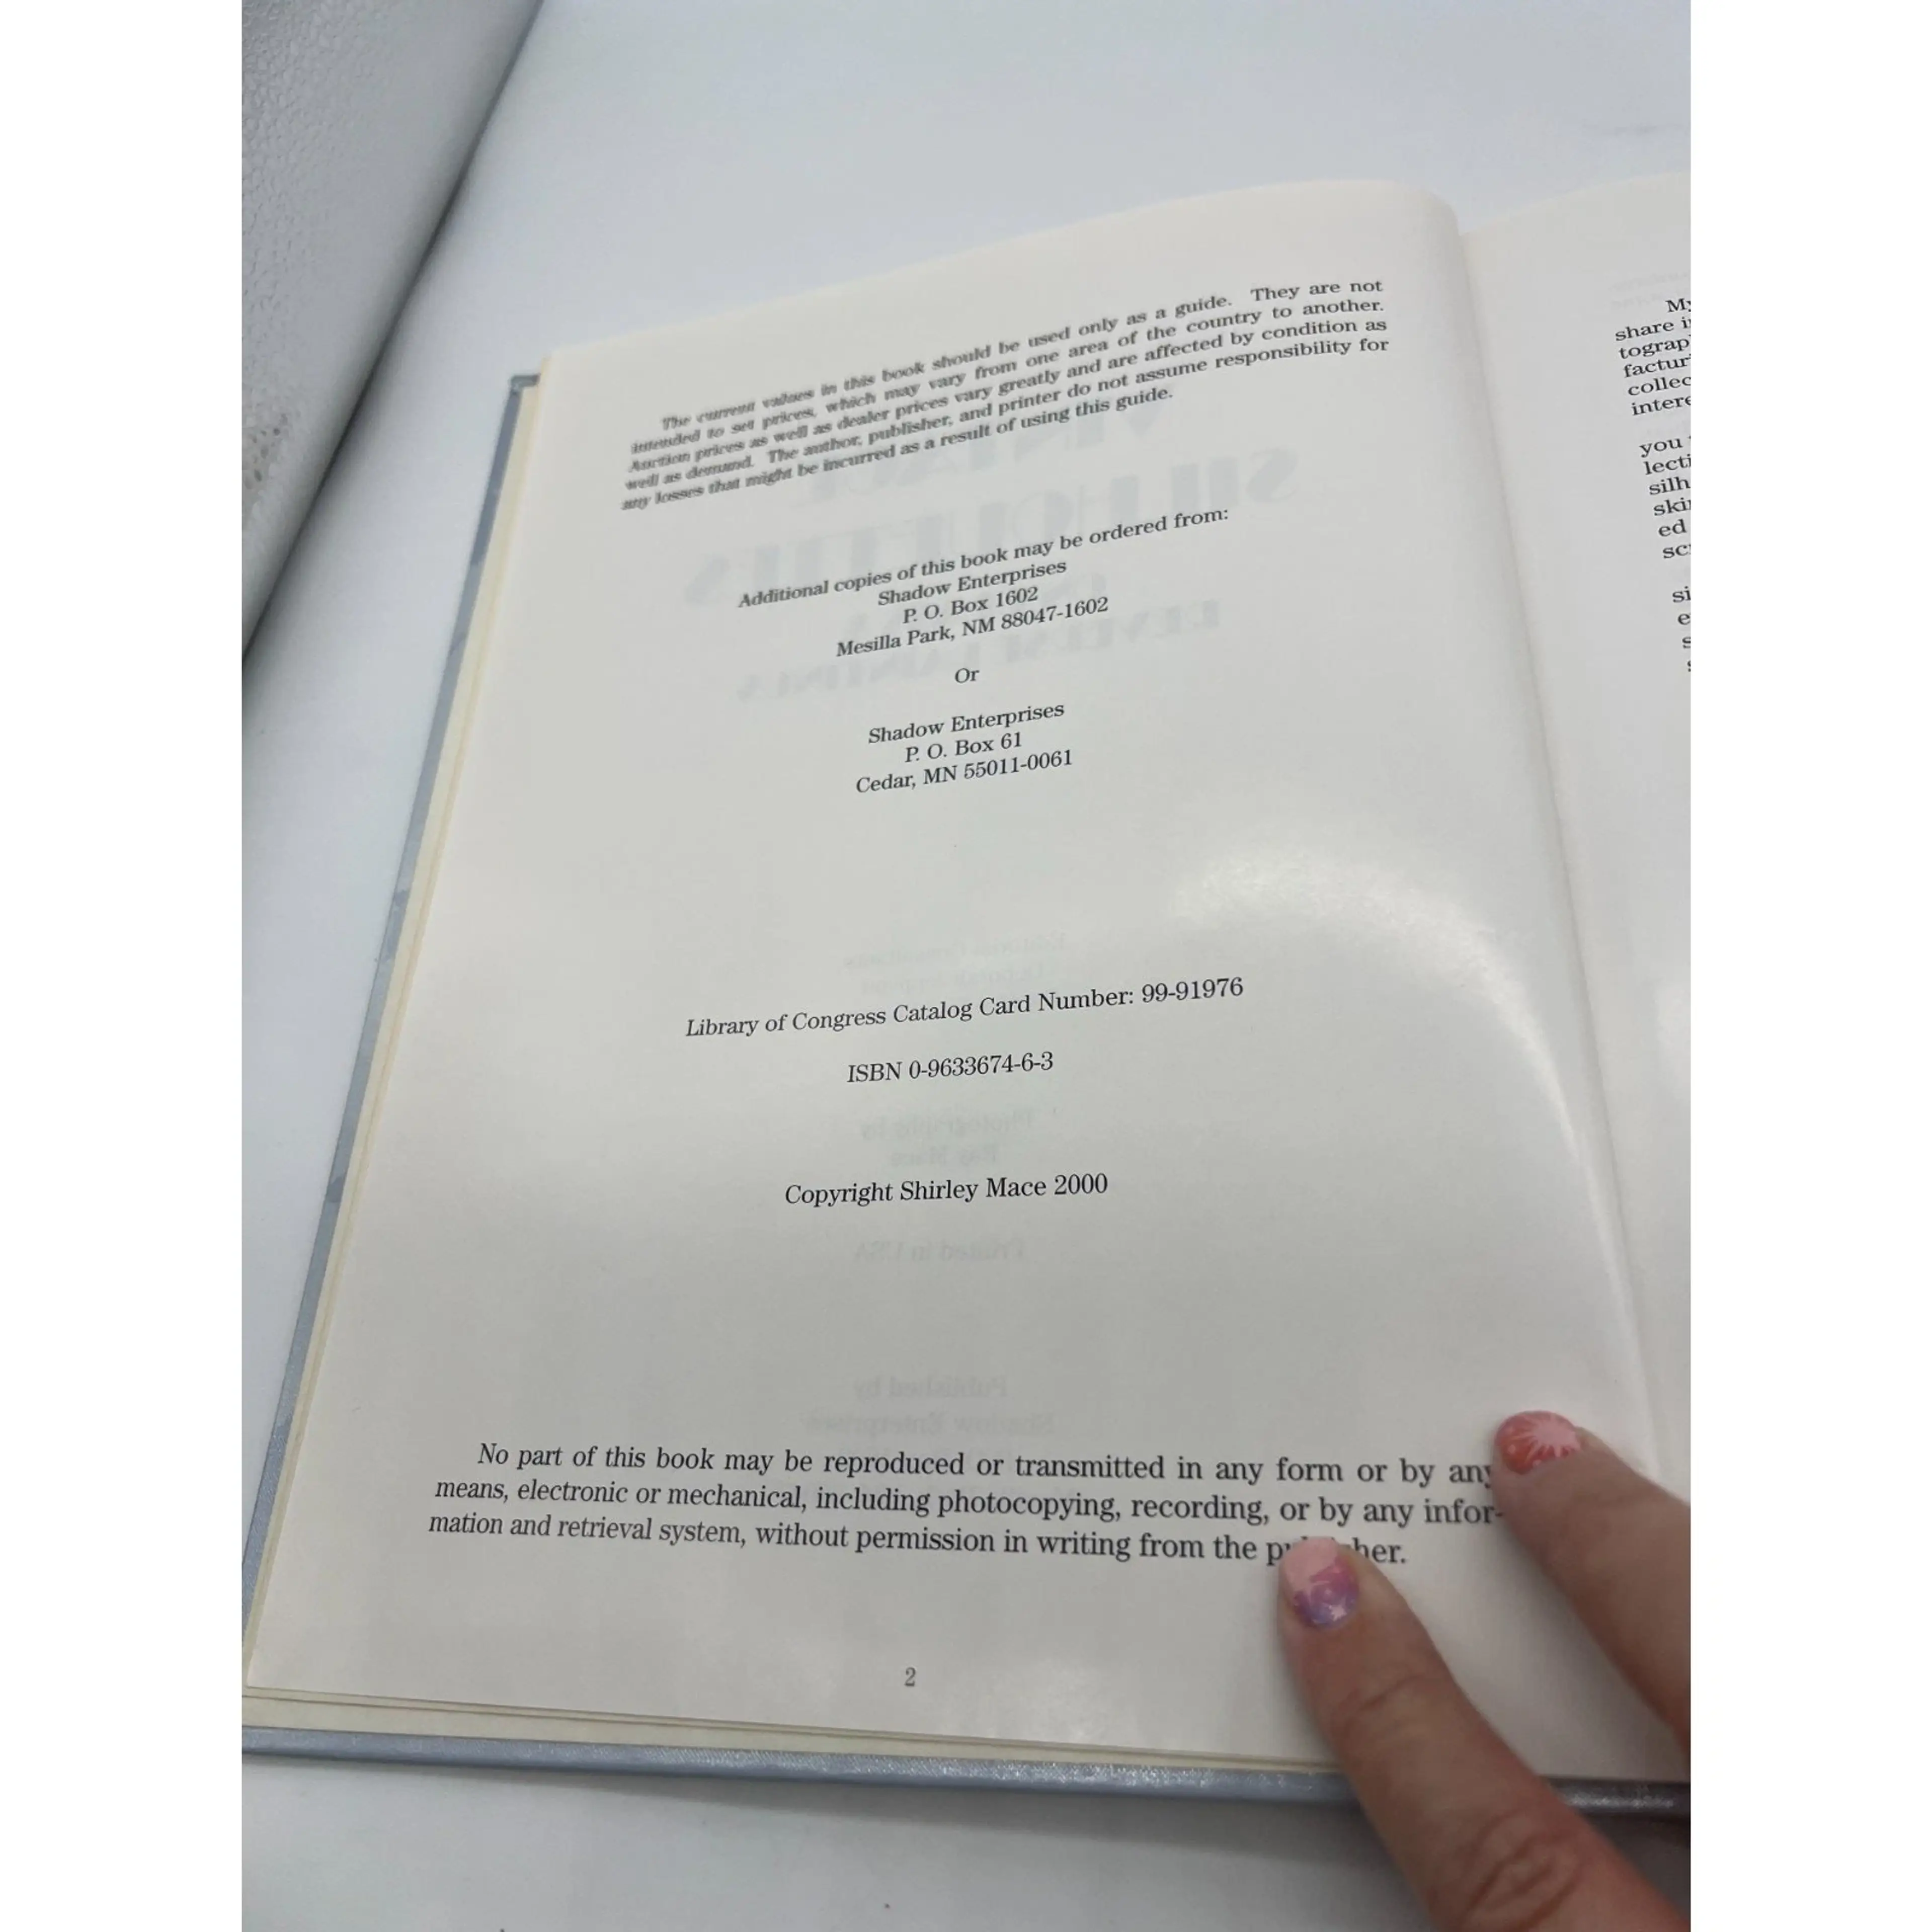 The current values in this book should be used only as a guide. They are not
intended to set prices, which may vary from one area of the country to another.
Auction prices as well as dealer prices vary greatly and are affected by condition as
well as demand. The author, publisher, and printer do not assume responsibility for
any losses that might be incurred as a result of using this guide.
Additional copies of this book may be ordered from:
Shadow Enterprises
P. O. Box 1602
Mesilla Park, NM 88047-1602
Or
Shadow Enterprises
P. O. Box 61
Cedar, MN 55011-0061
Library of Congress Catalog Card Number: 99-91976
ISBN 0-9633674-6-3
Copyright Shirley Mace 2000
No part of this book may be reproduced or transmitted in any form or by any
means, electronic or mechanical, including photocopying, recording, or by any infor-
mation and retrieval system, without permission in writing from the
2
share
you
ed